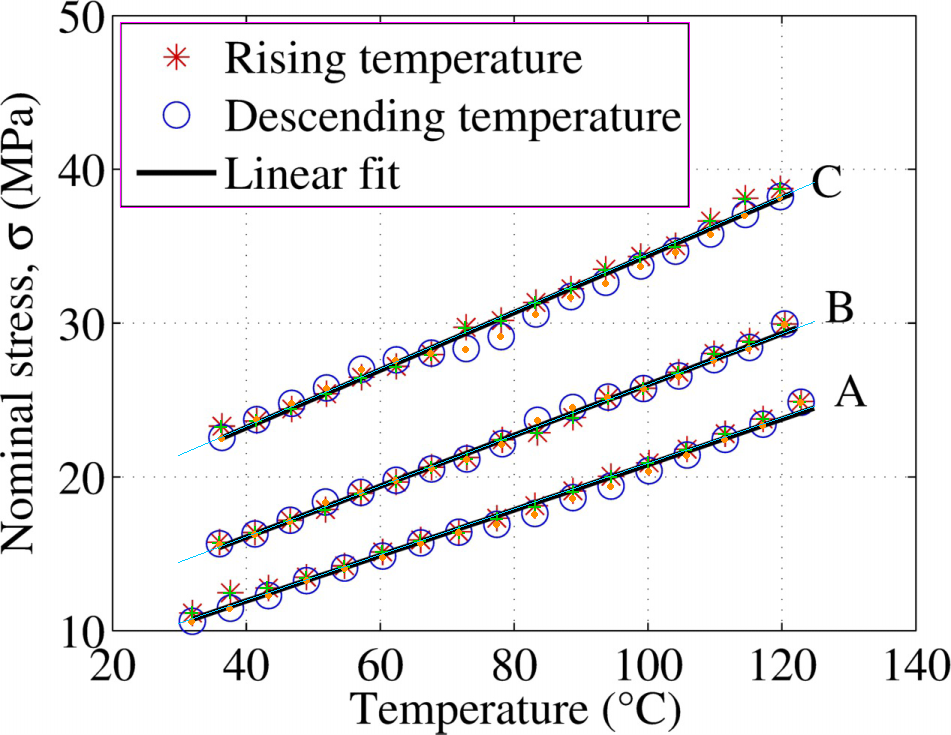 50
40
30
20
10
Nominal stress, σ (MPa)
Rising temperature
Descending temperature
Linear fit
C
B
A
20 40 60 80 100 120 140
Temperature (°C)